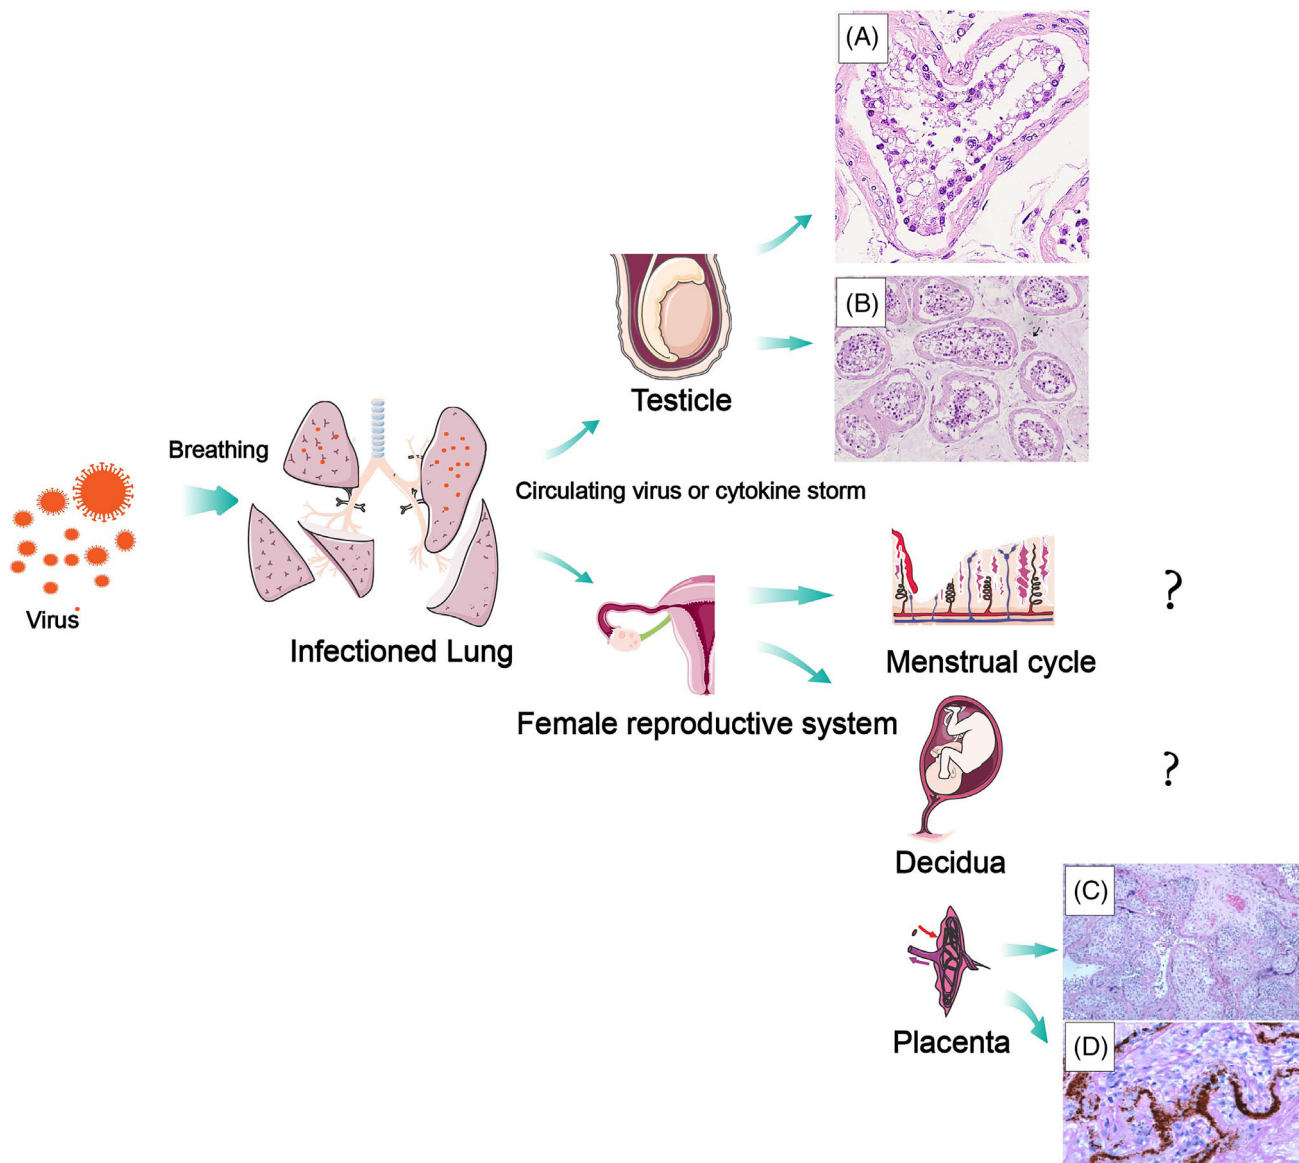 (A)
(B)
Testicle
Breathing
Circulating virus or cytokine storm
Virus
Infectioned Lung
?
Menstrual cycle
Female reproductive system
?
Decidua
(C)
Placenta
(D)